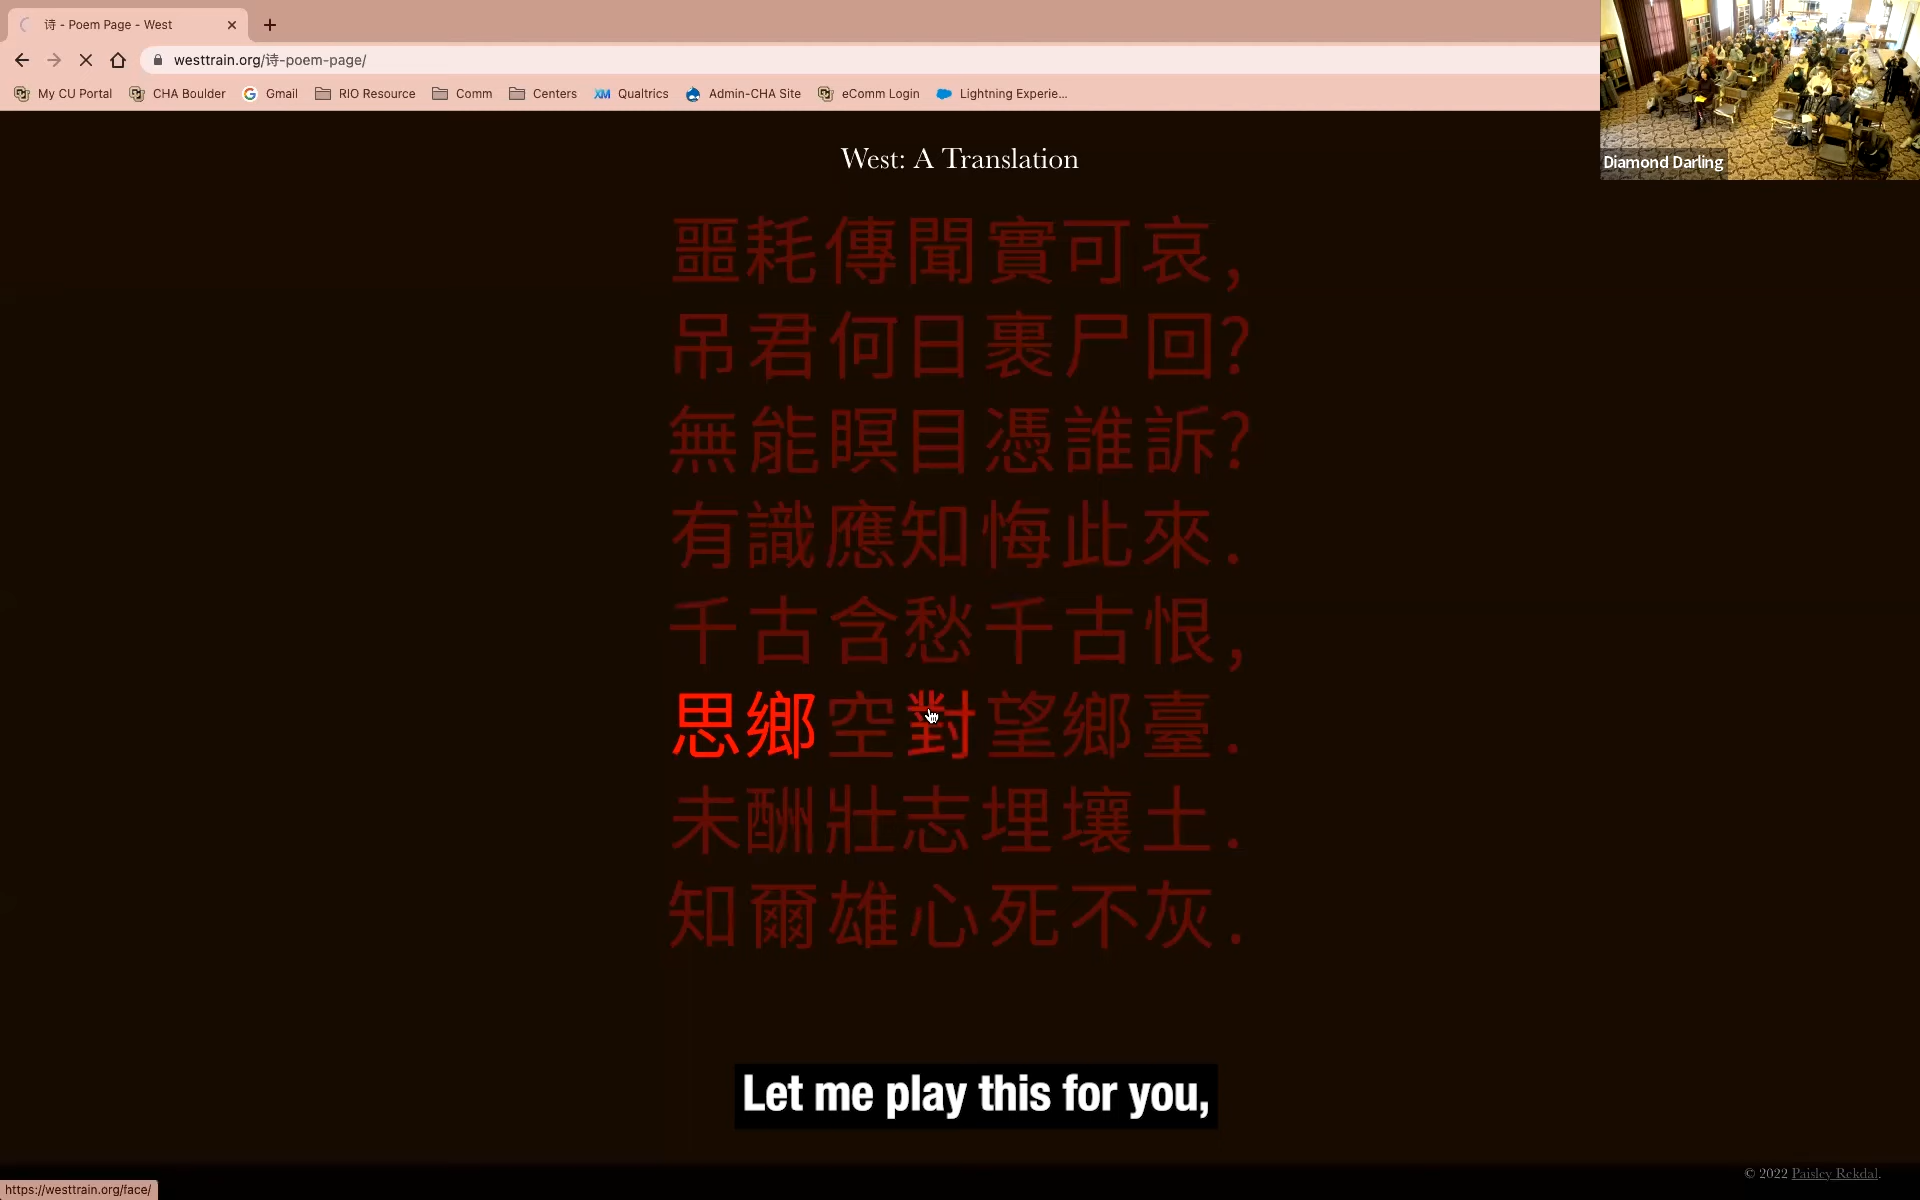 诗 - Poem Page - West
westtrain.org/诗-poem-page/
My CU Portal CHA Boulder Gmail RIO Resource Comm Centers Qualtrics Admin-CHA Site eComm Login Lightning Experie...
Diamond Darling
West: A Translation
噩耗傳聞實可哀,
吊君何日裹尸回?
無能瞑目憑誰訴?
有識應知悔此來.
千古含愁千古恨,
思鄉空對望鄉臺.
未酬壯志埋壤土.
知爾雄心死不灰.
Let me play this for you,
© 2022 Paisley Rekdal.
https://westtrain.org/face/